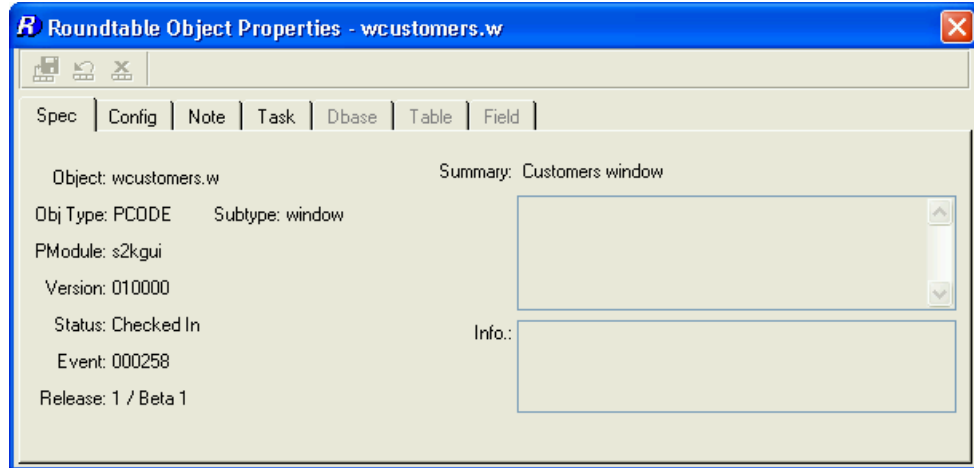 Roundtable Object Properties - wcustomers.w
Spec Config Note Task Dbase Table Field
Object: wcustomers.w
Summary: Customers window
Obj Type: PCODE Subtype: window
PModule: s2kgui
Version: 010000
Status: Checked In
Info.:
Event: 000258
Release: 1 / Beta 1